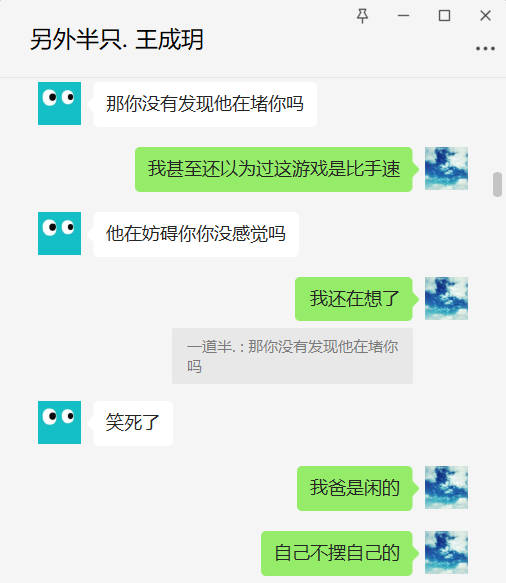 另外半只. 王成玥
那你没有发现他在堵你吗
我甚至还以为过这游戏是比手速
他在妨碍你你没感觉吗
我还在想了
一道半. : 那你没有发现他在堵你
吗
笑死了
我爸是闲的
自己不摆自己的